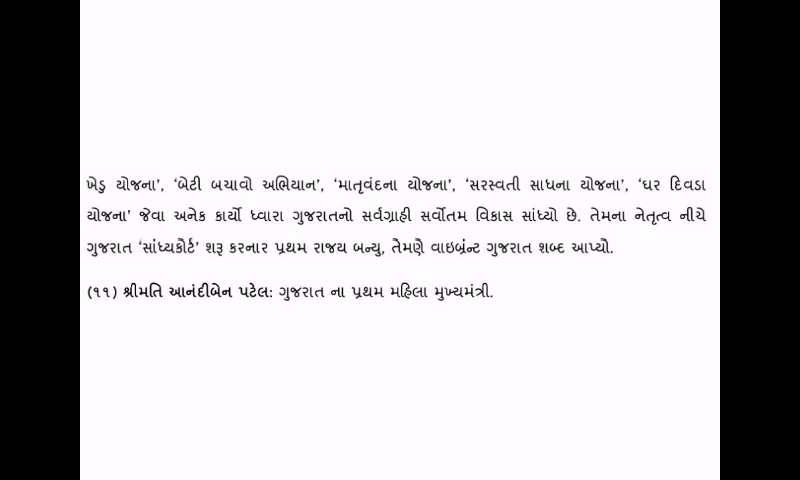 ખેડુ યોજના’, ‘બેટી બચાવો અભિયાન’, ‘માતૃવંદના યોજના’, ‘સરસ્વતી સાધના યોજના’, ‘ઘર દિવડા
યોજના’ જેવા અનેક કાર્યો ધ્વારા ગુજરાતનો સર્વગ્રાહી સર્વોતમ વિકાસ સાંધ્યો છે. તેમના નેતૃત્વ નીચે
ગુજરાત ‘સાંધ્યકોર્ટ’ શરૂ કરનાર પ્રથમ રાજય બન્યુ, તેમણે વાઇબ્રંન્ટ ગુજરાત શબ્દ આપ્યો.
(૧૧) શ્રીમતિ આનંદીબેન પટેલ: ગુજરાત ના પ્રથમ મહિલા મુખ્યમંત્રી.